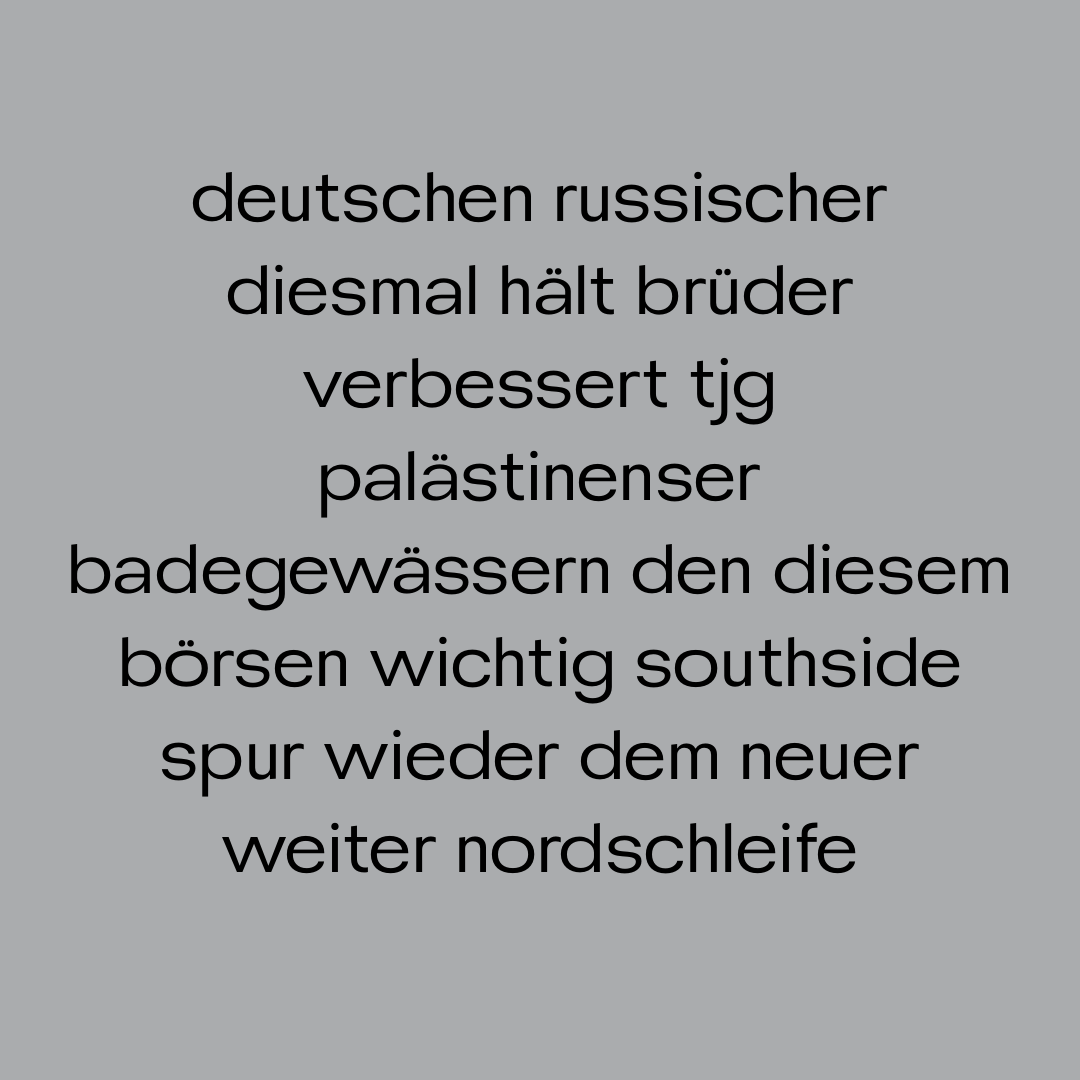 deutschen russischer
diesmal hält brüder
verbessert tjg
palästinenser
badegewässern den diesem
börsen wichtig southside
spur wieder dem neuer
weiter nordschleife